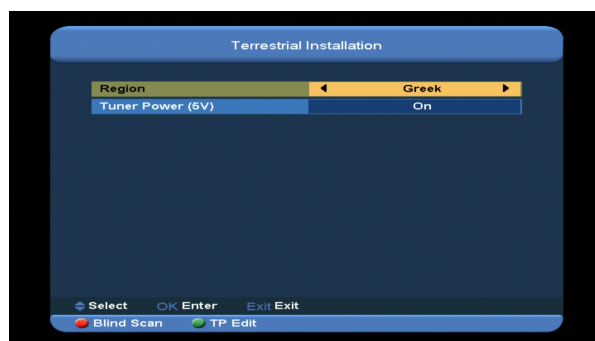 Terrestrial Installation
Region Greek
Tuner Power (5V) On
Select OK Enter Exit Exit
Blind Scan TP Edit